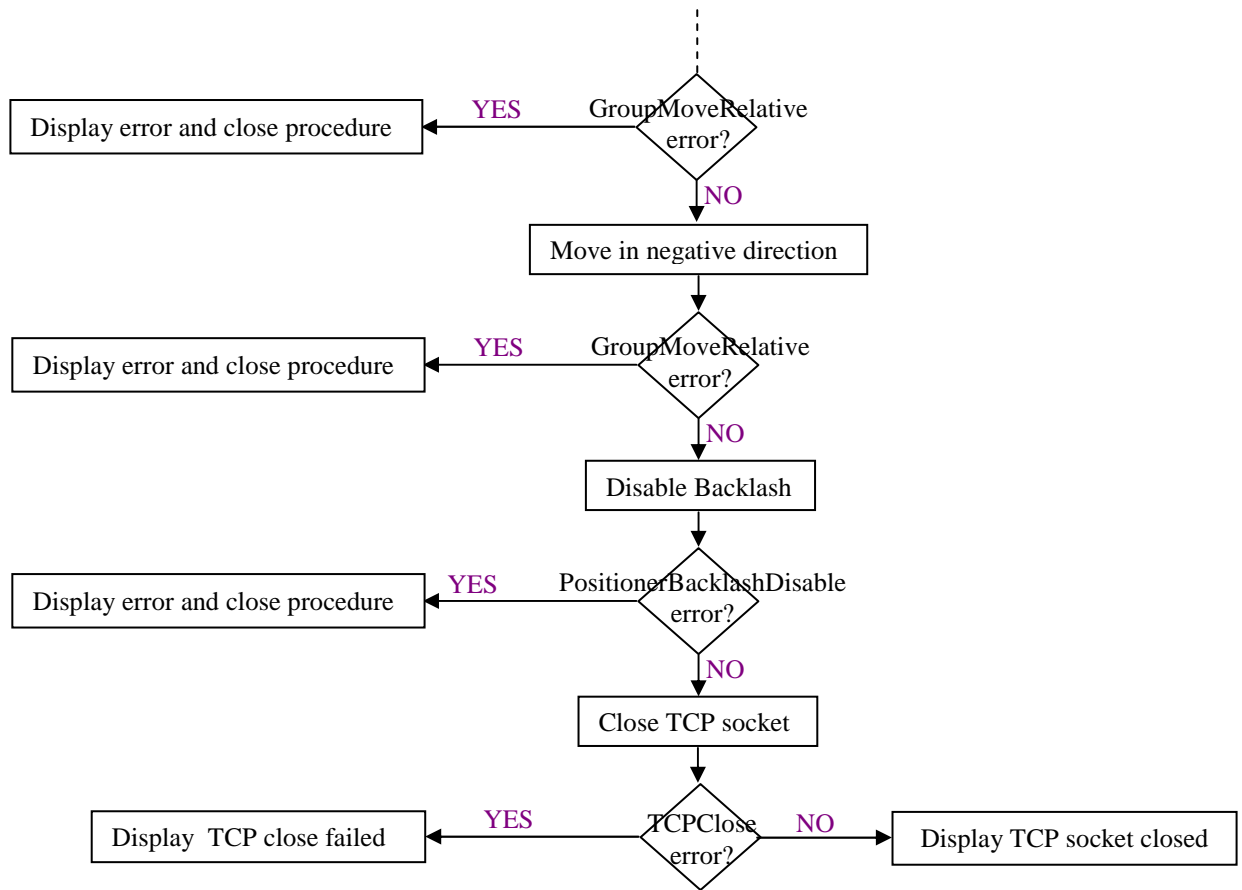 YES
GroupMoveRelative
error?
Display error and close procedure
NO
Move in negative direction
YES
GroupMoveRelative
error?
Display error and close procedure
NO
Disable Backlash
YES
PositionerBacklashDisable
error?
Display error and close procedure
NO
Close TCP socket
YES
TCPClose
error?
NO
Display TCP close failed
Display TCP socket closed